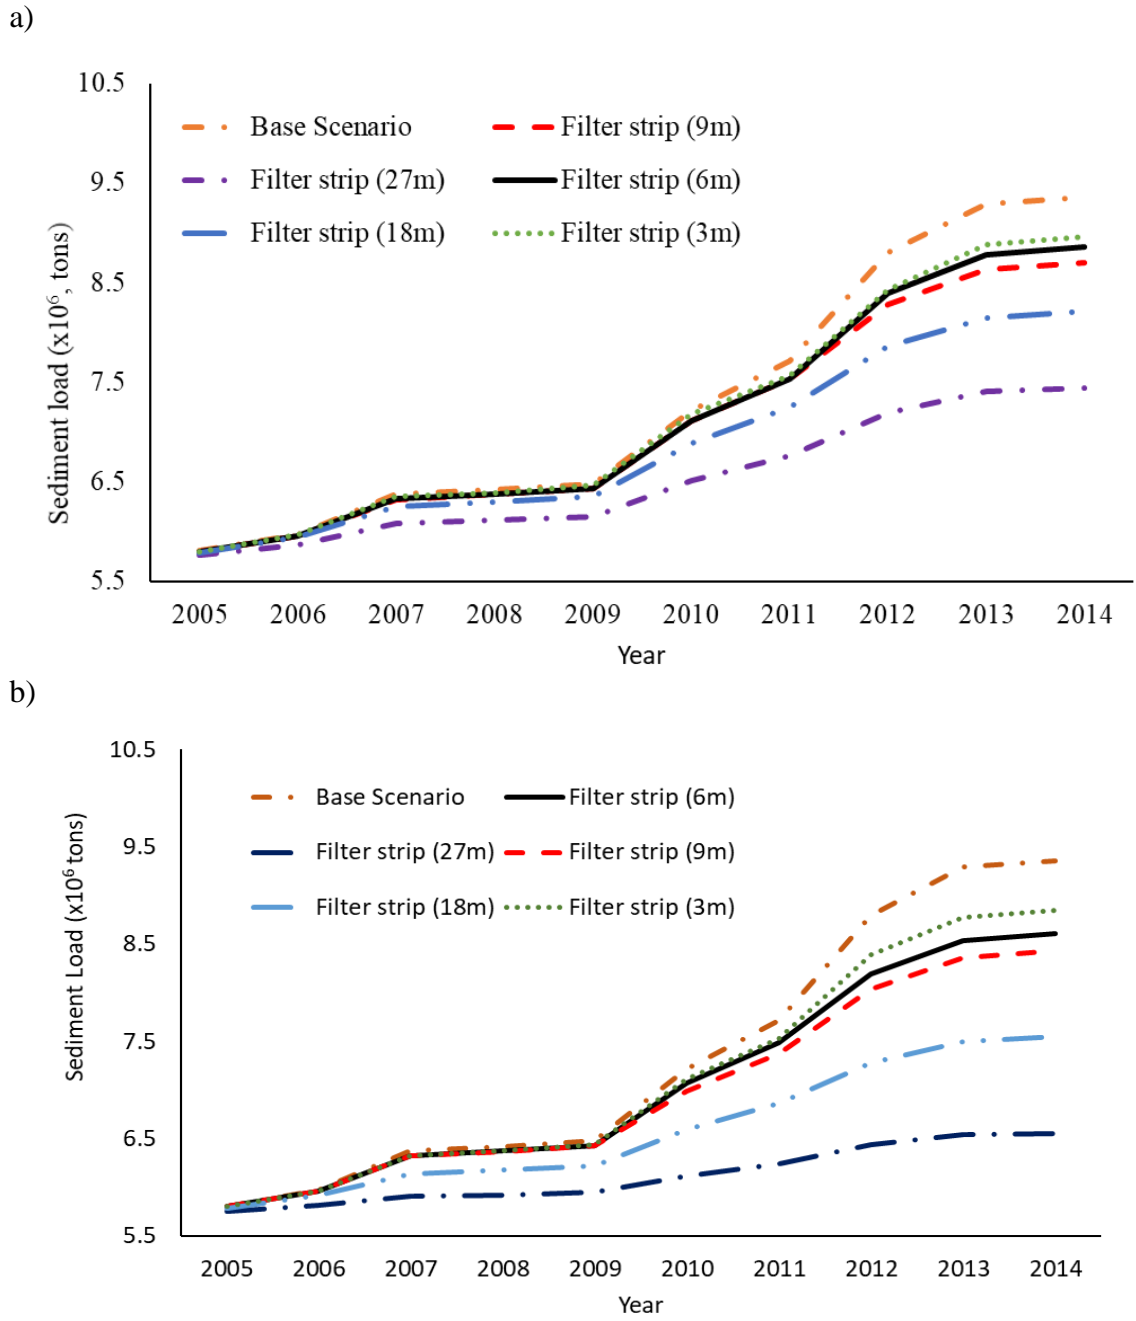 a)
10.5
Base Scenario Filter strip (9m)
9.5
Filter strip (27m) Filter strip (6m)
Filter strip (18m) Filter strip (3m)
8.5
7.5
6.5
5.5
Sediment load (x10⁶, tons)
2005 2006 2007 2008 2009 2010 2011 2012 2013 2014
Year
b)
10.5
Base Scenario Filter strip (6m)
9.5
Filter strip (27m) Filter strip (9m)
Filter strip (18m) Filter strip (3m)
8.5
7.5
6.5
5.5
Sediment Load (x10⁶ tons)
2005 2006 2007 2008 2009 2010 2011 2012 2013 2014
Year